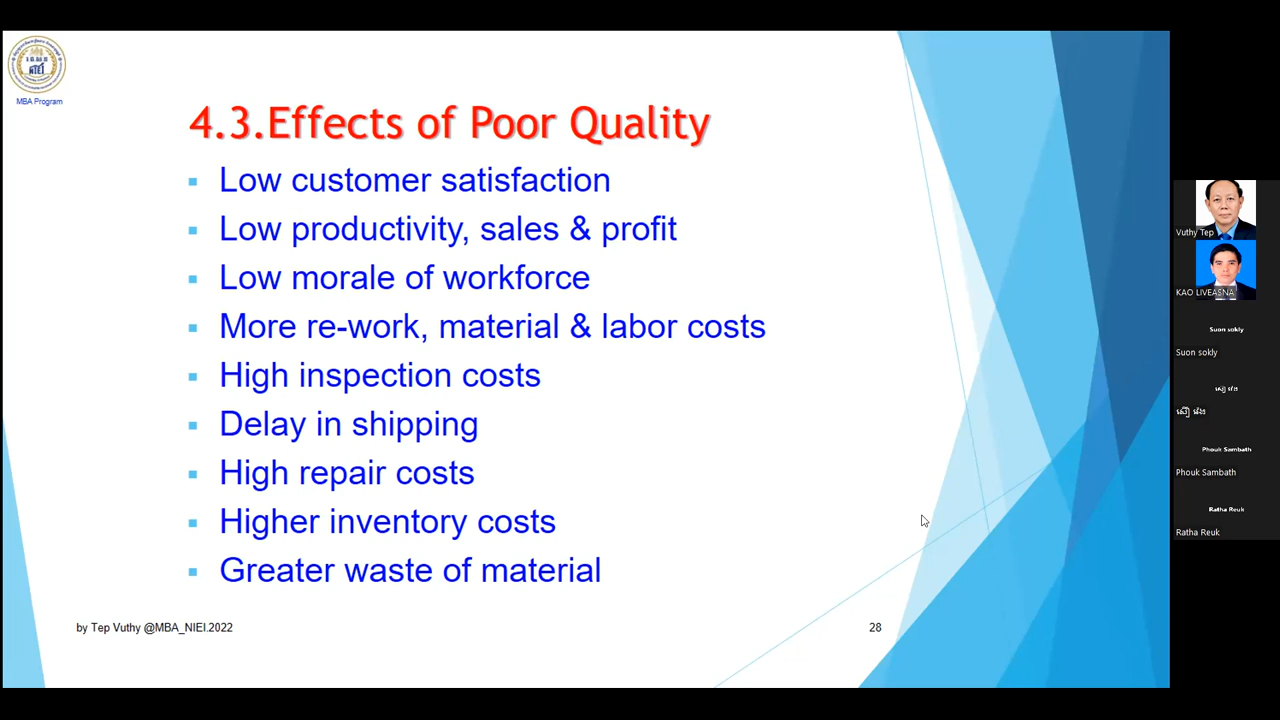 MBA Program
4.3.Effects of Poor Quality
Low customer satisfaction
Low productivity, sales & profit
Low morale of workforce
More re-work, material & labor costs
High inspection costs
Delay in shipping
High repair costs
Higher inventory costs
Greater waste of material
by Tep Vuthy @MBA_NIEI.2022
28
Vuthy Tep
KAO LIVEASNA
Suon sokly
Suon sokly
Phouk Sambath
Phouk Sambath
Ratha Reuk
Ratha Reuk